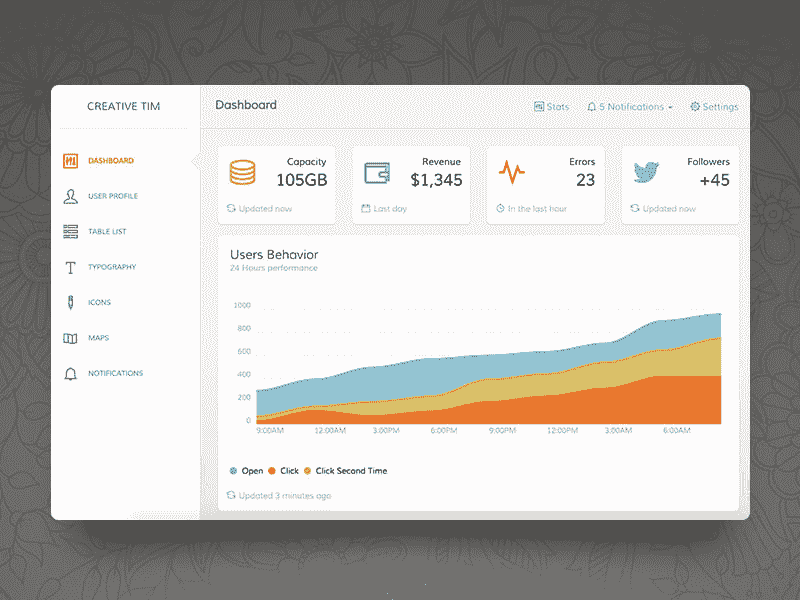 CREATIVE TIM
DASHBOARD
USER PROFILE
TABLE LIST
TYPOGRAPHY
ICONS
MAPS
NOTIFICATIONS
Dashboard
Stats
5 Notifications
Settings
Capacity
105GB
Updated now
Revenue
$1,345
Last day
Errors
23
In the last hour
Followers
+45
Updated now
Users Behavior
24 Hours performance
1000
800
600
400
200
0
9:00AM 12:00AM 3:00PM 6:00PM 9:00PM 12:00PM 3:00AM 6:00AM
Open Click Click Second Time
Updated 3 minutes ago